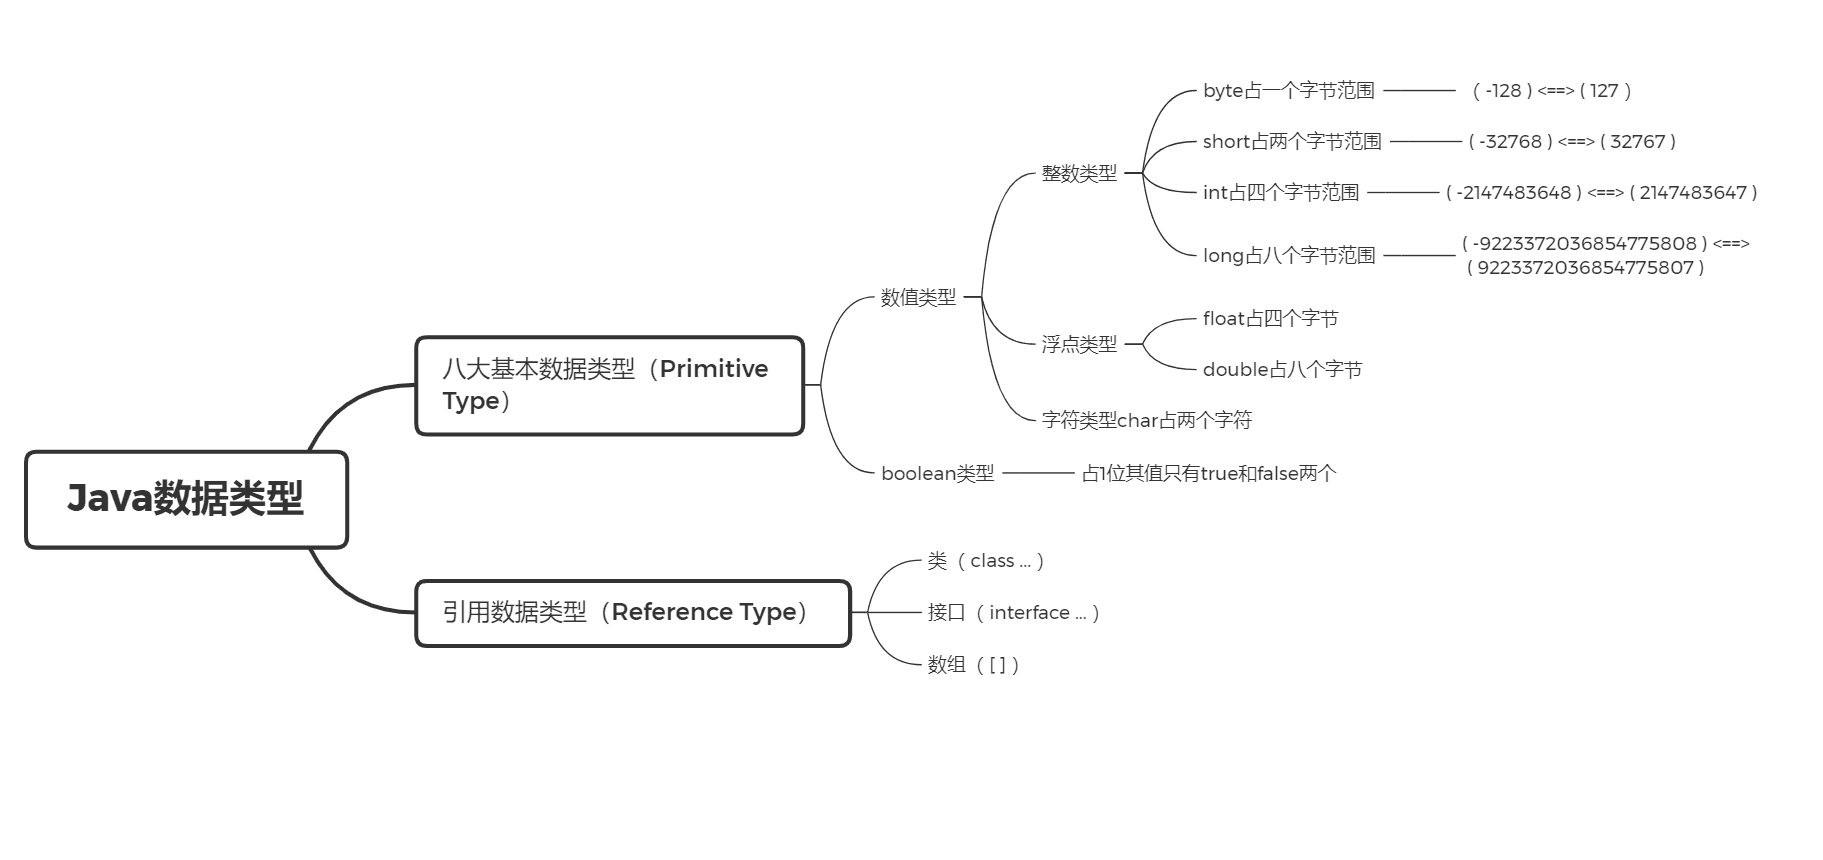 Java数据类型
八大基本数据类型（Primitive
Type）
数值类型
整数类型
byte占一个字节范围
（ -128 ) <==> ( 127 ）
short占两个字节范围
( -32768 ) <==> ( 32767 )
int占四个字节范围
( -2147483648 ) <==> ( 2147483647 )
long占八个字节范围
( -9223372036854775808 ) <==>
( 9223372036854775807 )
浮点类型
float占四个字节
double占八个字节
字符类型char占两个字符
boolean类型
占1位其值只有true和false两个
引用数据类型（Reference Type）
类（ class ... ）
接口（ interface ... ）
数组（ [ ] ）